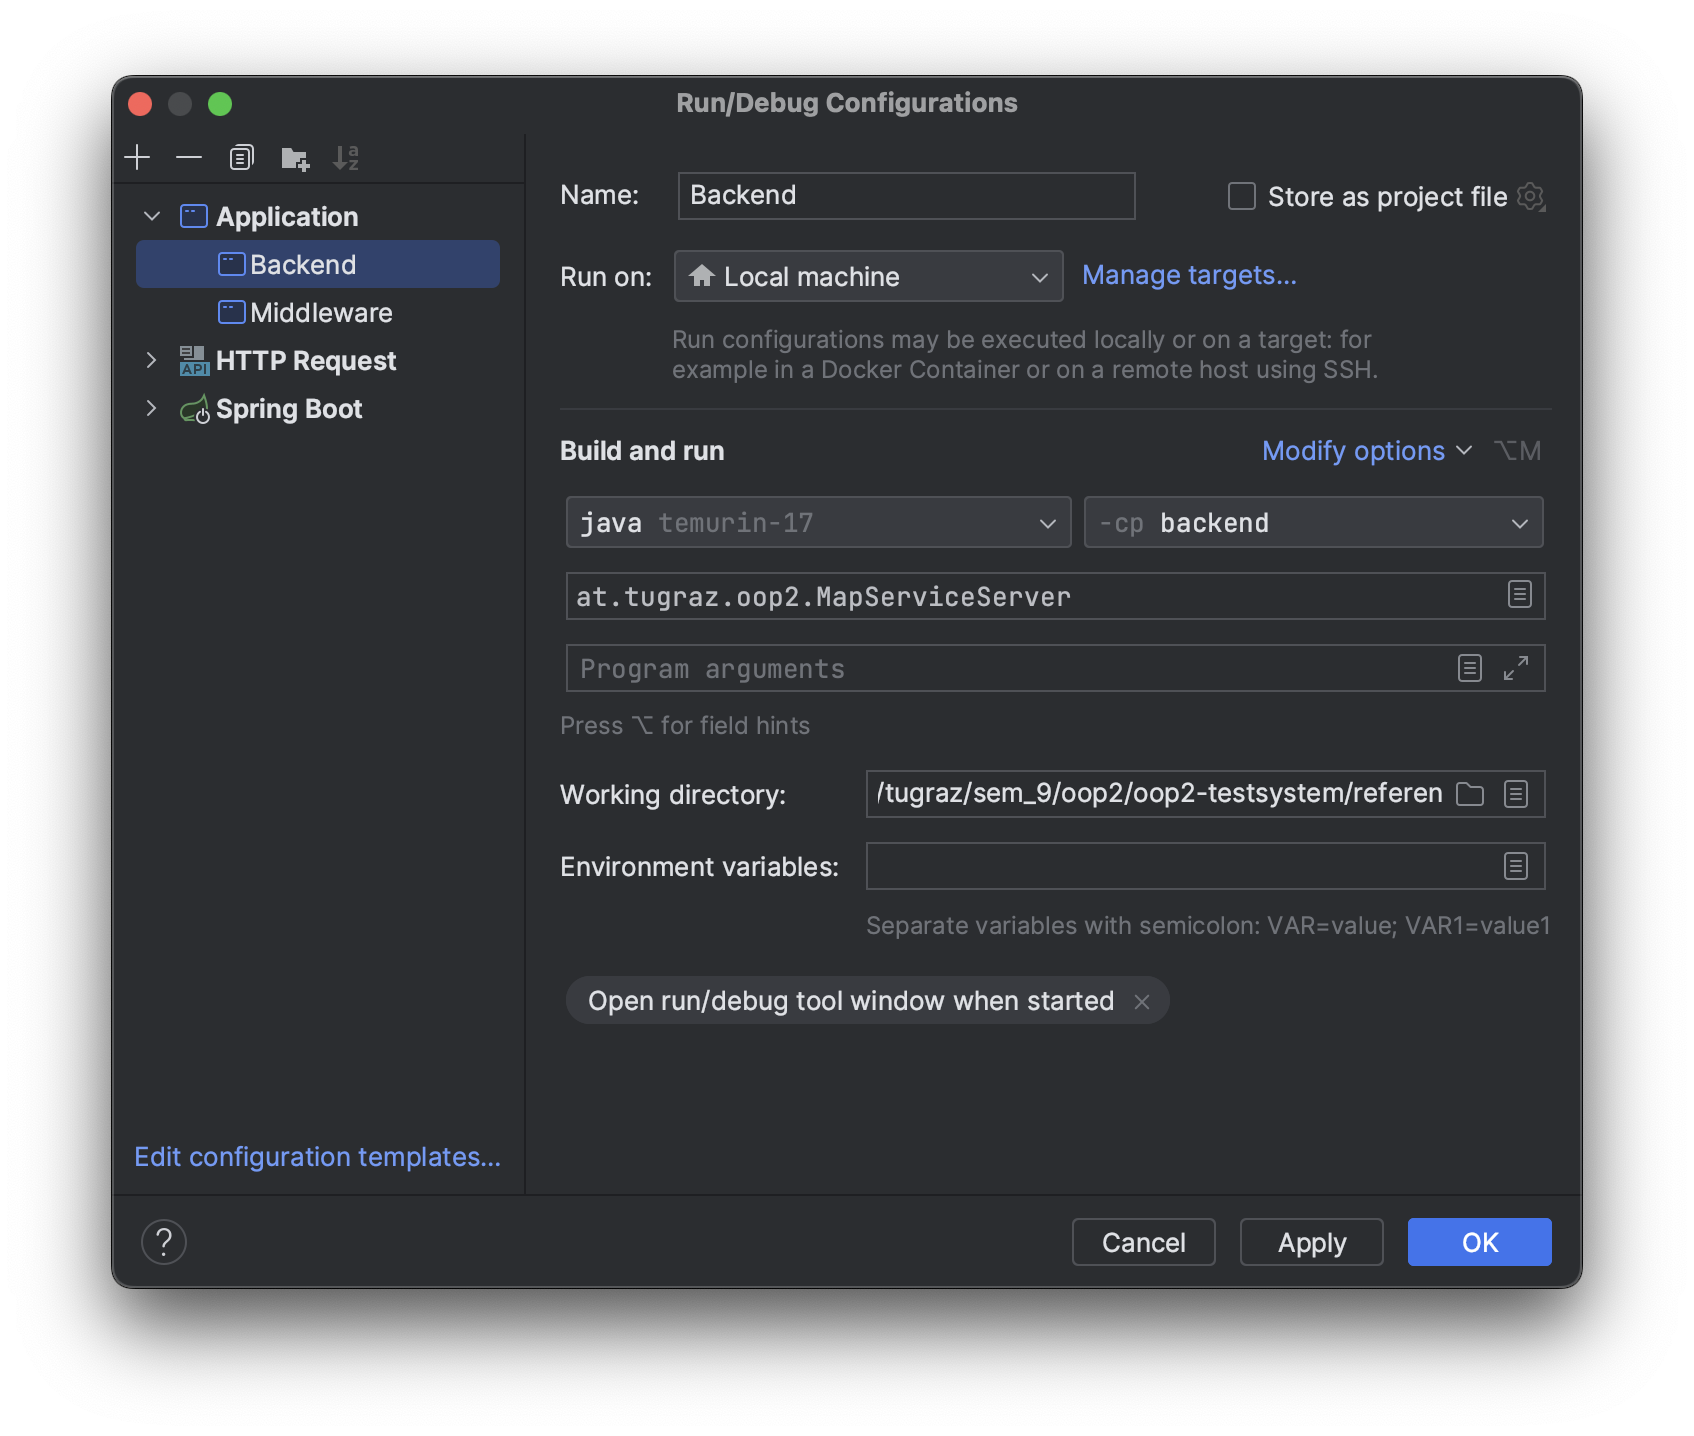 Run/Debug Configurations
Application
Backend
Middleware
API HTTP Request
Spring Boot
Edit configuration templates...
Name: Backend
Store as project file
Run on: Local machine Manage targets...
Run configurations may be executed locally or on a target: for
example in a Docker Container or on a remote host using SSH.
Build and run Modify options ⌥M
java temurin-17 -cp backend
at.tugraz.oop2.MapServiceServer
Program arguments
Press ⌥ for field hints
Working directory: /tugraz/sem_9/oop2/oop2-testsystem/referen
Environment variables:
Separate variables with semicolon: VAR=value; VAR1=value1
Open run/debug tool window when started ×
? Cancel Apply OK